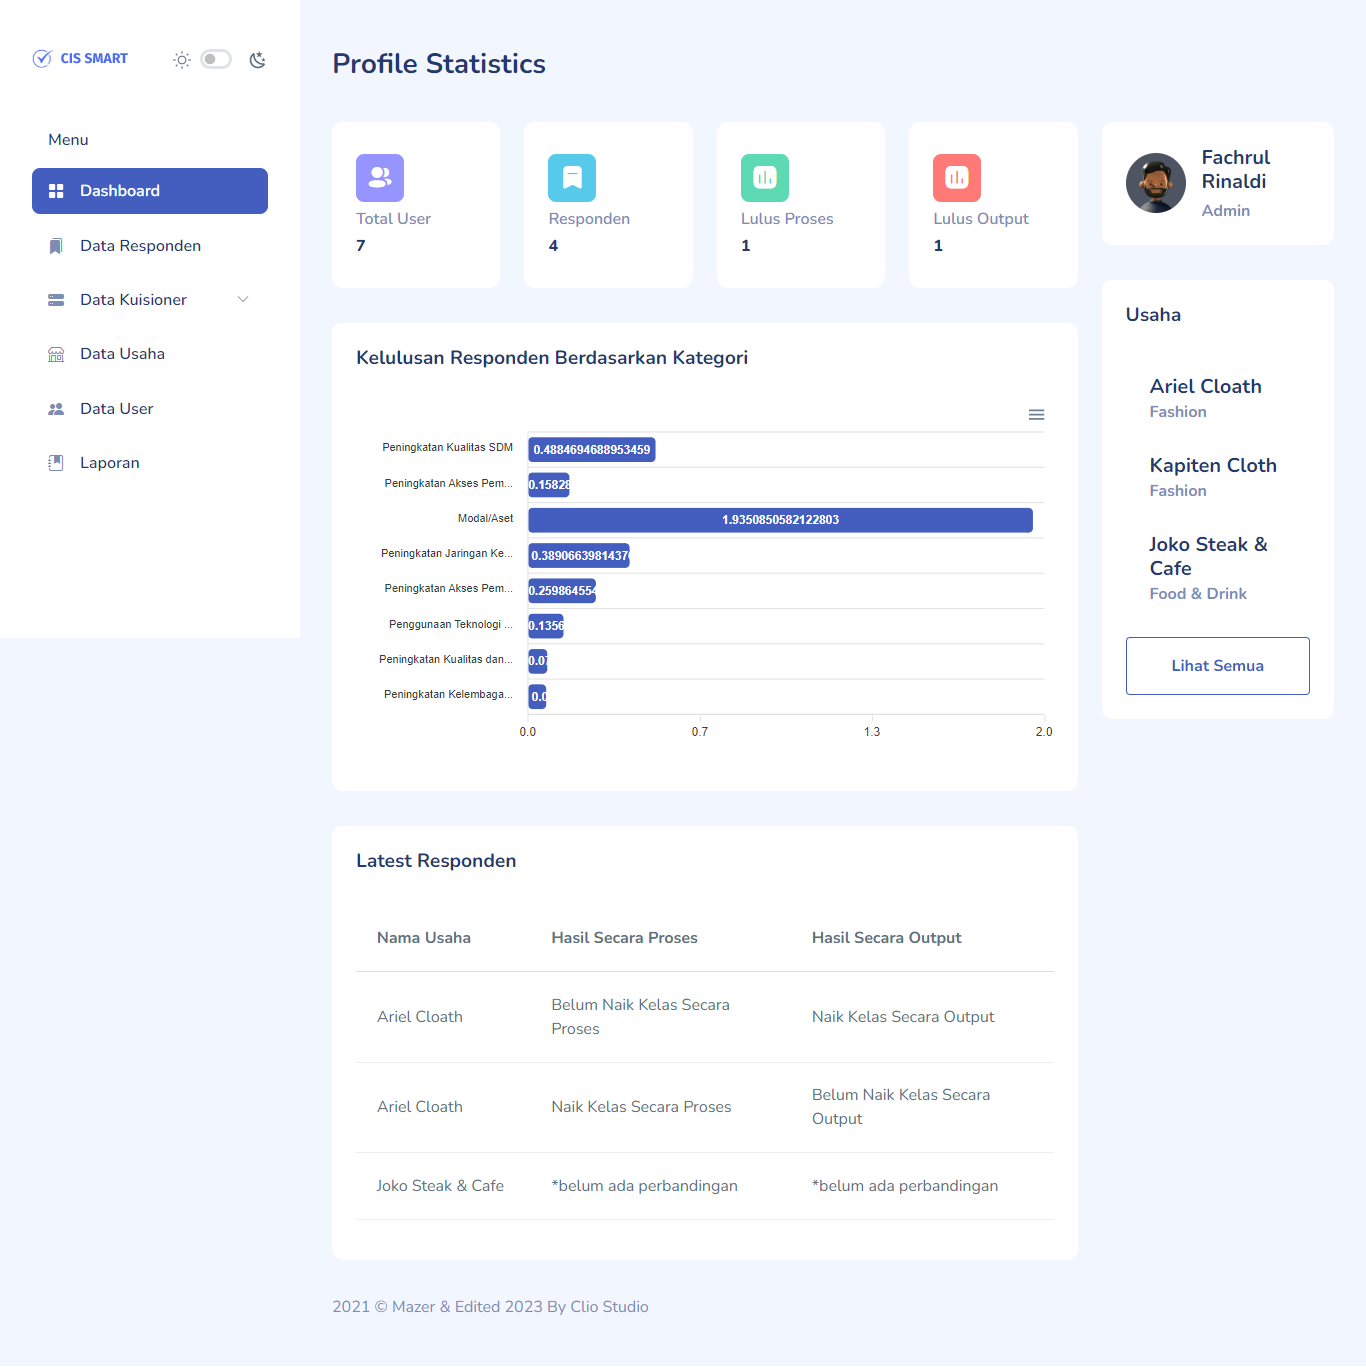 CIS SMART
Menu
Dashboard
Data Responden
Data Kuisioner
Data Usaha
Data User
Laporan
Profile Statistics
Total User
7
Responden
4
Lulus Proses
1
Lulus Output
1
Fachrul
Rinaldi
Admin
Kelulusan Responden Berdasarkan Kategori
Peningkatan Kualitas SDM
0.4884694688953459
Peningkatan Akses Pem...
0.15828
Modal/Aset
1.9350850582122803
Peningkatan Jaringan Ke...
0.3890663981437
Peningkatan Akses Pem...
0.259864554
Penggunaan Teknologi ...
0.1356
Peningkatan Kualitas dan...
0.07
Peningkatan Kelembaga...
0.0
0.0
0.7
1.3
2.0
Usaha
Ariel Cloath
Fashion
Kapiten Cloth
Fashion
Joko Steak &
Cafe
Food & Drink
Lihat Semua
Latest Responden
Nama Usaha Hasil Secara Proses Hasil Secara Output
Ariel Cloath
Belum Naik Kelas Secara
Proses
Naik Kelas Secara Output
Ariel Cloath
Naik Kelas Secara Proses
Belum Naik Kelas Secara
Output
Joko Steak & Cafe
*belum ada perbandingan
*belum ada perbandingan
2021 © Mazer & Edited 2023 By Clio Studio